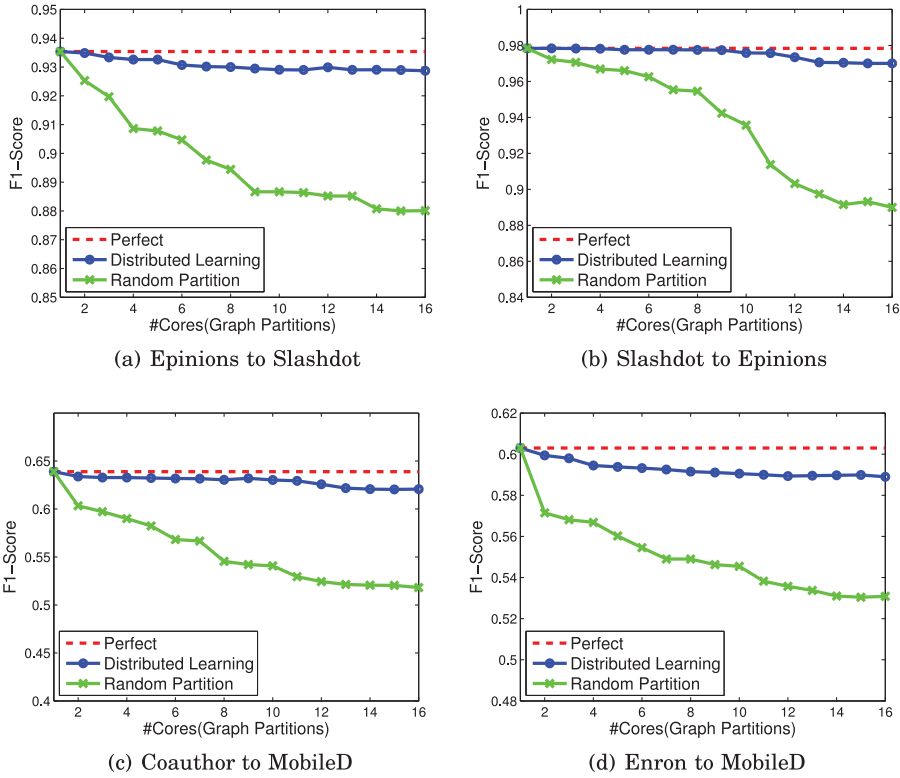 0.95
0.94
0.93
0.92
0.91
0.9
0.89
0.88
0.87
0.86
0.85
F1−Score
Perfect
Distributed Learning
Random Partition
2 4 6 8 10 12 14 16
#Cores(Graph Partitions)
(a) Epinions to Slashdot
1
0.98
0.96
0.94
0.92
0.9
0.88
0.86
0.84
F1−Score
Perfect
Distributed Learning
Random Partition
2 4 6 8 10 12 14 16
#Cores(Graph Partitions)
(b) Slashdot to Epinions
0.65
0.6
0.55
0.5
0.45
0.4
F1−Score
Perfect
Distributed Learning
Random Partition
2 4 6 8 10 12 14 16
#Cores(Graph Partitions)
(c) Coauthor to MobileD
0.62
0.6
0.58
0.56
0.54
0.52
0.5
0.48
F1−Score
Perfect
Distributed Learning
Random Partition
2 4 6 8 10 12 14 16
#Cores(Graph Partitions)
(d) Enron to MobileD